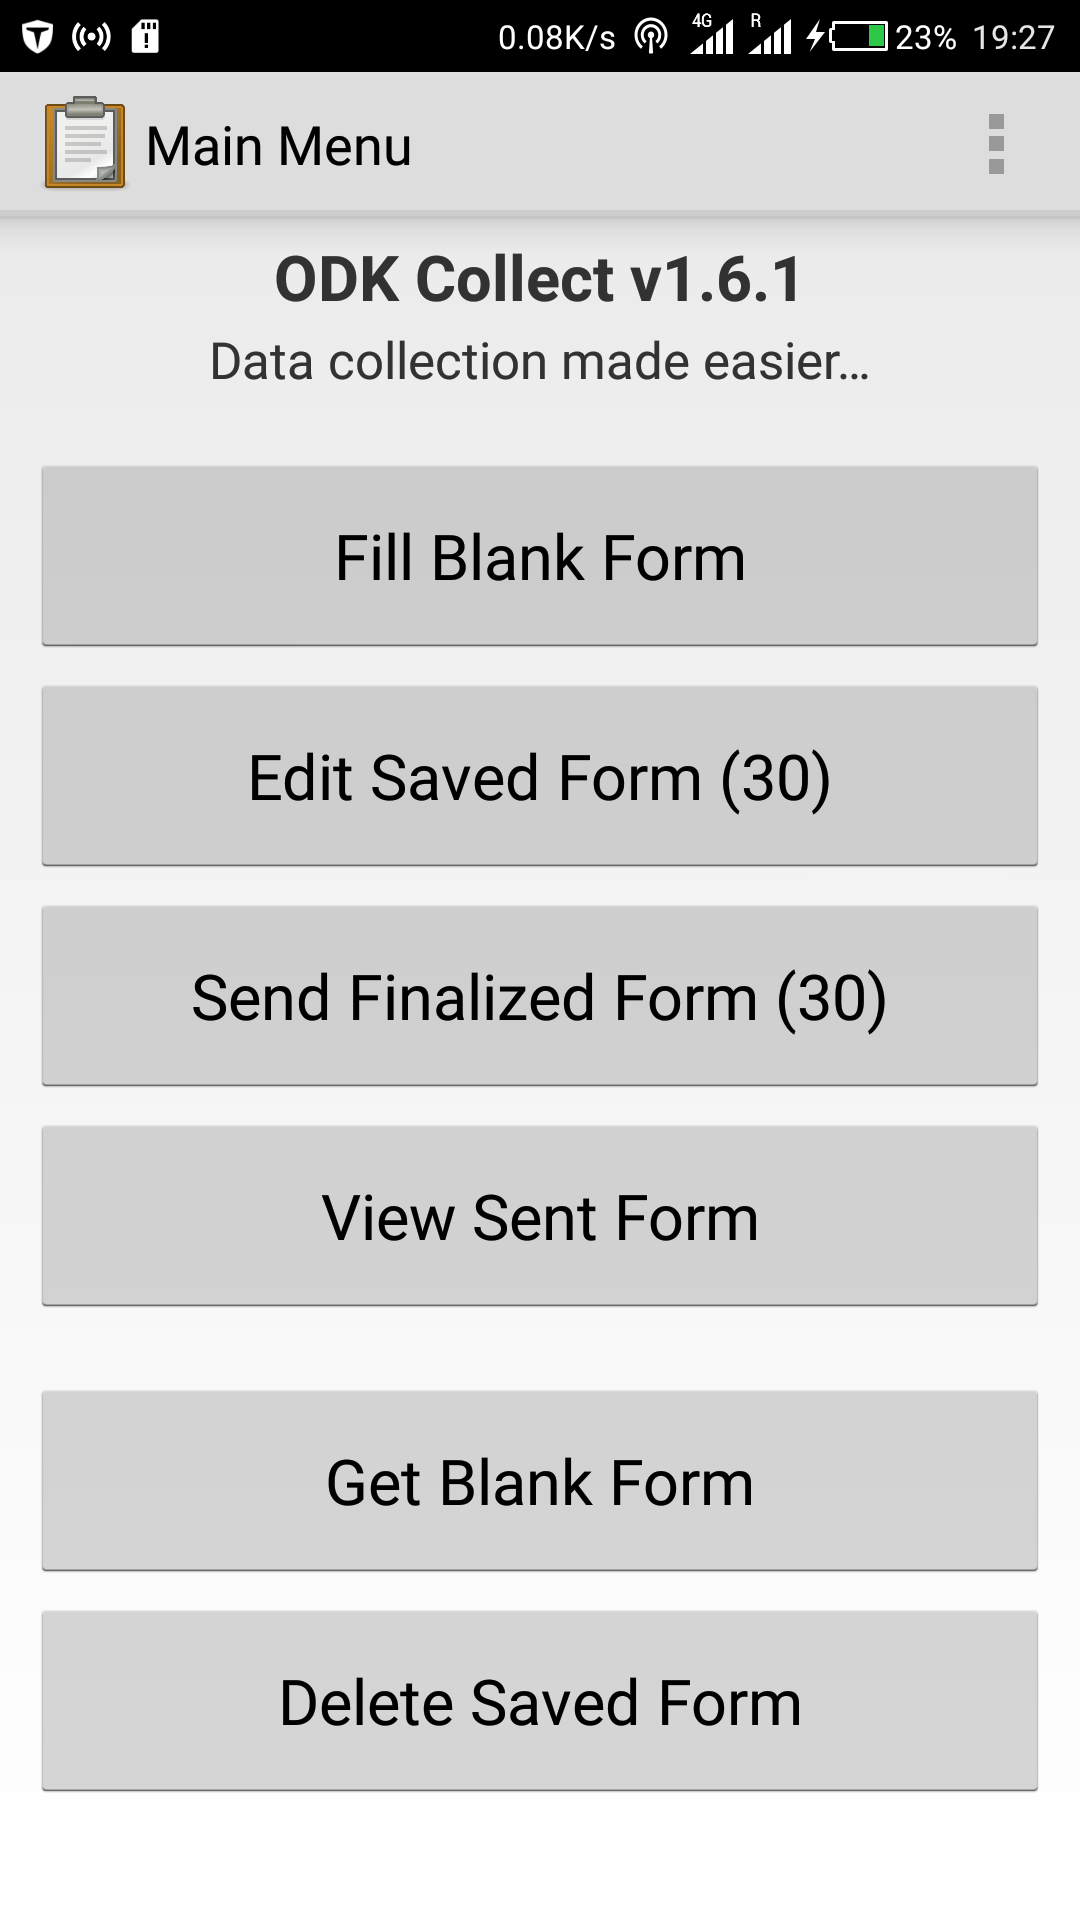 0.08K/s 4G R 23% 19:27
Main Menu
ODK Collect v1.6.1
Data collection made easier...
Fill Blank Form
Edit Saved Form (30)
Send Finalized Form (30)
View Sent Form
Get Blank Form
Delete Saved Form